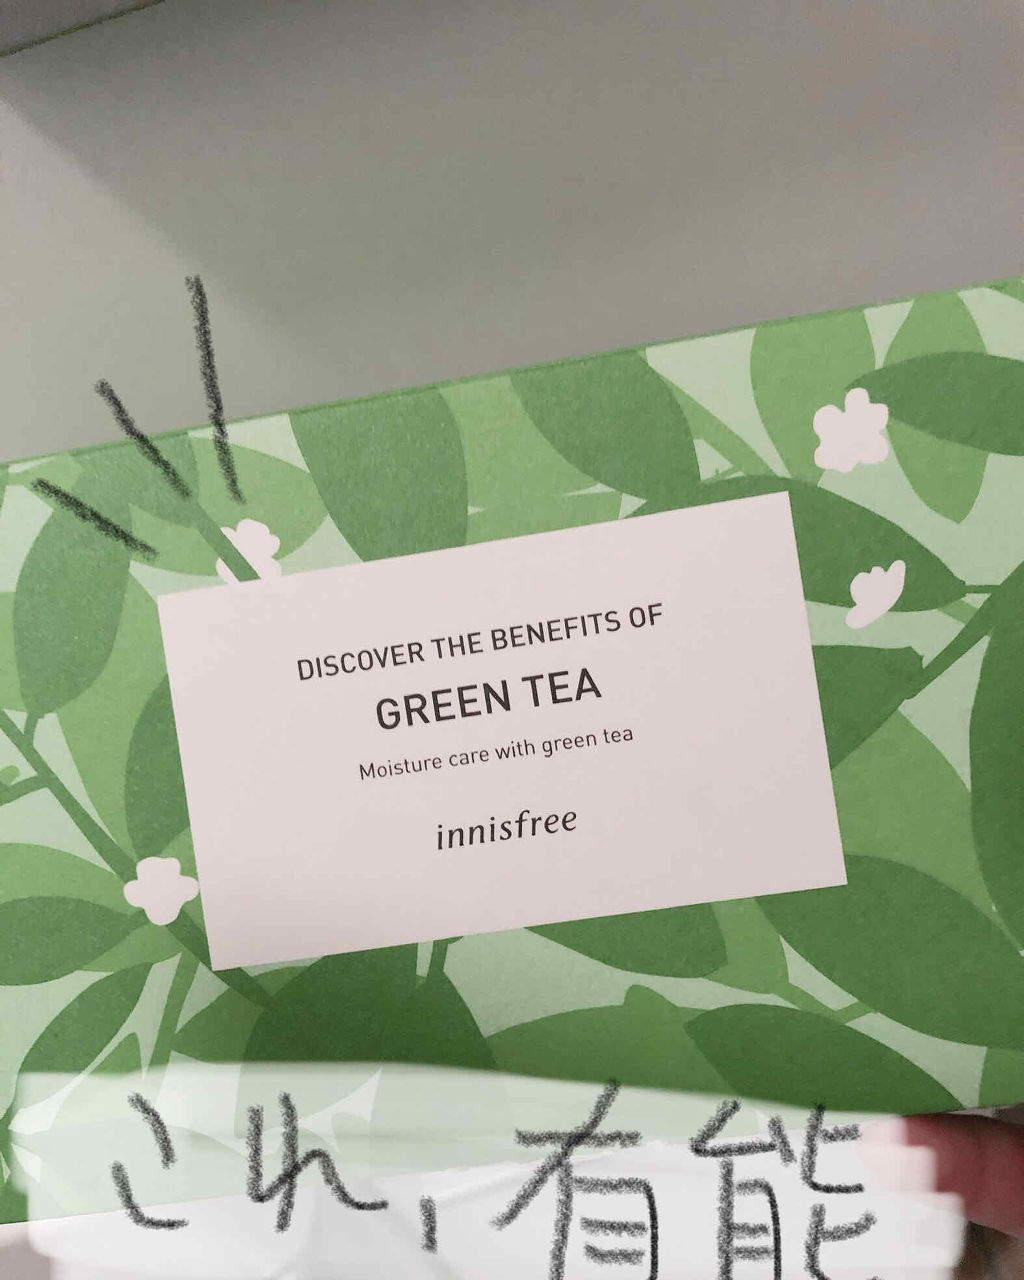 DISCOVER THE BENEFITS OF
GREEN TEA
Moisture care with green tea
innisfree
これ,有能